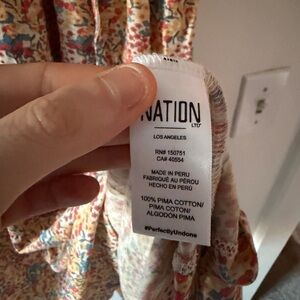 NATION
LTD
LOS ANGELES
RN# 150751
CA# 40554
MADE IN PERU
FABRIQUÉ AU PÉROU
HECHO EN PERÚ
100% PIMA COTTON/
PIMA COTON/
ALGODÓN PIMA
#PerfectlyUndone